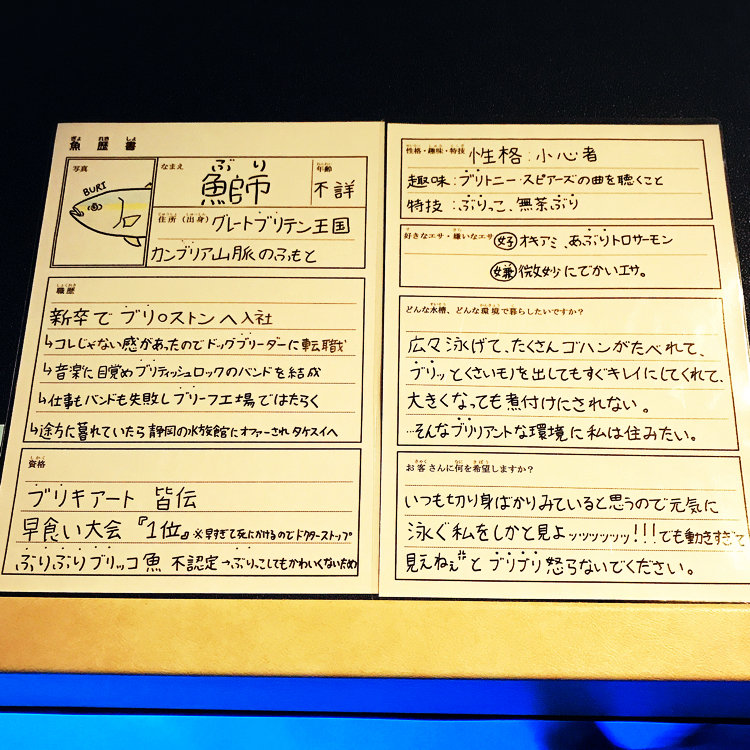 ぎょ れき しょ
魚歴書
写真
BURI
なまえ
ぶり
魚師
年齢
不詳
住所(出身)
グレートブリテン王国
カンブリア山脈のふもと
職歴
新卒でブリ○ストンへ入社
↳コレじゃない感があったのでドッグブリーダーに転職
↳音楽に目覚めブリティッシュロックのバンドを結成
↳仕事もバンドも失敗しブリーフ工場ではたらく
↳途方に暮れていたら静岡の水族館にオファーされタケスイへ
資格
ブリキアート 皆伝
早食い大会『1位』※早すぎて死にかけるのでドクターストップ
ぶりぶりブリッコ魚 不認定→ぶりっこしてもかわいくないため
性格・趣味・特技
性格:小心者
趣味:ブリトニー・スピアーズの曲を聴くこと
特技:ぶりっこ、無茶ぶり
好きなエサ・嫌いなエサ
好 オキアミ、あぶりトロサーモン
嫌 微妙にでかいエサ。
どんな水槽、どんな環境で暮らしたいですか?
広々泳げて、たくさんゴハンがたべれて、
ブリッとくさいモノを出してもすぐキレイにしてくれて、
大きくなっても煮付けにされない。
…そんなブリリアントな環境に私は住みたい。
お客さんに何を希望しますか?
いつも切り身ばかりみていると思うので元気に
泳ぐ私をしかと見よッッッッッッッ!!!でも動きすぎて
見えねぇ"とブリブリ怒らないでください。